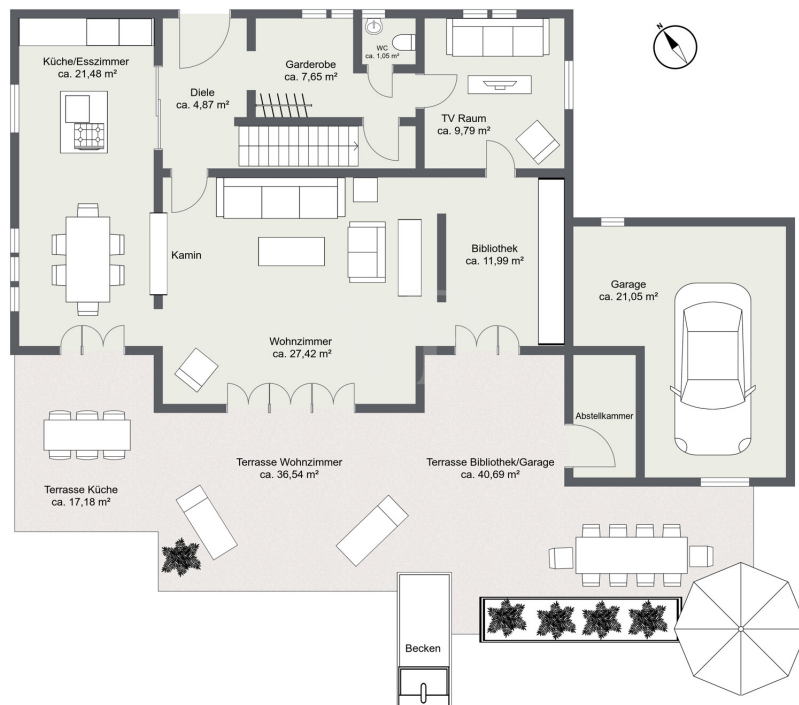 N
Küche/Esszimmer
ca. 21,48 m²
Diele
ca. 4,87 m²
Garderobe
ca. 7,65 m²
WC
ca. 1,05 m²
TV Raum
ca. 9,79 m²
Kamin
Bibliothek
ca. 11,99 m²
Garage
ca. 21,05 m²
Wohnzimmer
ca. 27,42 m²
Abstellkammer
Terrasse Küche
ca. 17,18 m²
Terrasse Wohnzimmer
ca. 36,54 m²
Terrasse Bibliothek/Garage
ca. 40,69 m²
Becken